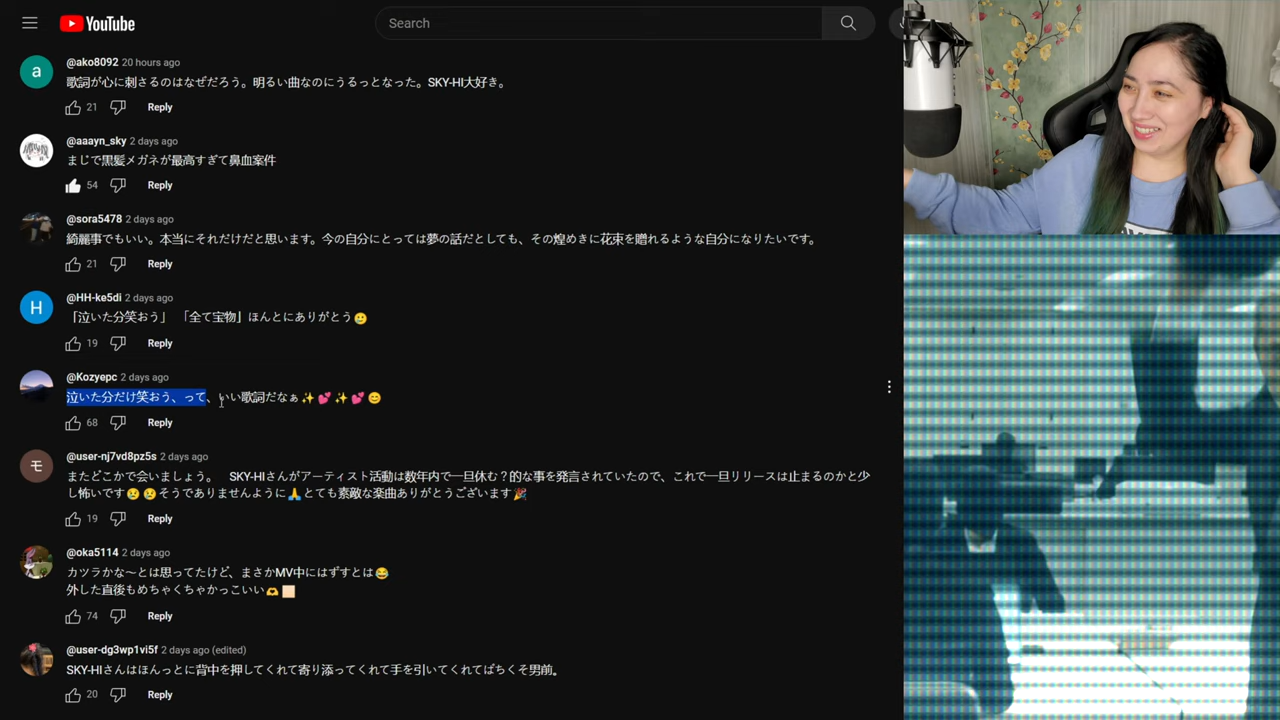 YouTube
Search
@ako8092 20 hours ago
歌詞が心に刺さるのはなぜだろう。明るい曲なのにうるっとなった。SKY-HI大好き。
21 Reply
@aaayn_sky 2 days ago
まじで黒髪メガネが最高すぎて鼻血案件
54 Reply
@sora5478 2 days ago
綺麗事でもいい。本当にそれだけだと思います。今の自分にとっては夢の話だとしても、その煌めきに花束を贈れるような自分になりたいです。
21 Reply
@HH-ke5di 2 days ago
「泣いた分笑おう」 「全て宝物」ほんとにありがとう🥲
19 Reply
@Kozyepc 2 days ago
泣いた分だけ笑おう、って、いい歌詞だなぁ✨💕✨💕😊
68 Reply
@user-nj7vd8pz5s 2 days ago
またどこかで会いましょう。 SKY-HIさんがアーティスト活動は数年内で一旦休む？的な事を発言されていたので、これで一旦リリースは止まるのかと少
し怖いです😢😢そうでありませんように🙏とても素敵な楽曲ありがとうございます🎉
19 Reply
@oka5114 2 days ago
カツラかな〜とは思ってたけど、まさかMV中にはずすとは😂
外した直後もめちゃくちゃかっこいい🫶🏻
74 Reply
@user-dg3wp1vi5f 2 days ago (edited)
SKY-HIさんはほんっとに背中を押してくれて寄り添ってくれて手を引いてくれてばちくそ男前。
20 Reply